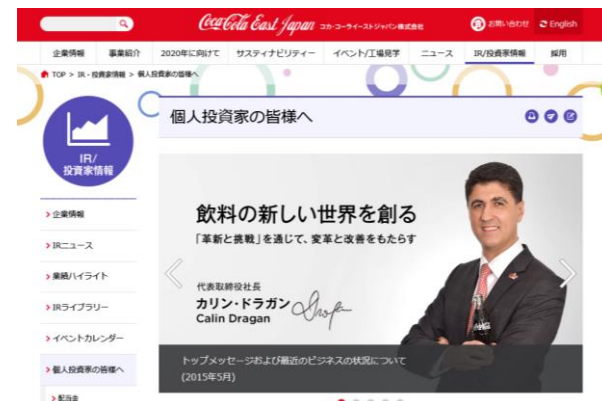 Coca-Cola East Japan コカ・コーライーストジャパン株式会社
お問い合わせ
English
企業情報 事業紹介 2020年に向けて サスティナビリティー イベント/工場見学 ニュース IR/投資家情報 採用
TOP > IR・投資家情報 > 個人投資家の皆様へ
IR/
投資家情報
個人投資家の皆様へ
> 企業情報
> IRニュース
> 業績ハイライト
> IRライブラリー
> イベントカレンダー
> 個人投資家の皆様へ
> 配当金
飲料の新しい世界を創る
「革新と挑戦」を通じて、変革と改善をもたらす
代表取締役社長
カリン・ドラガン
Calin Dragan
トップメッセージおよび最近のビジネスの状況について
(2015年5月)